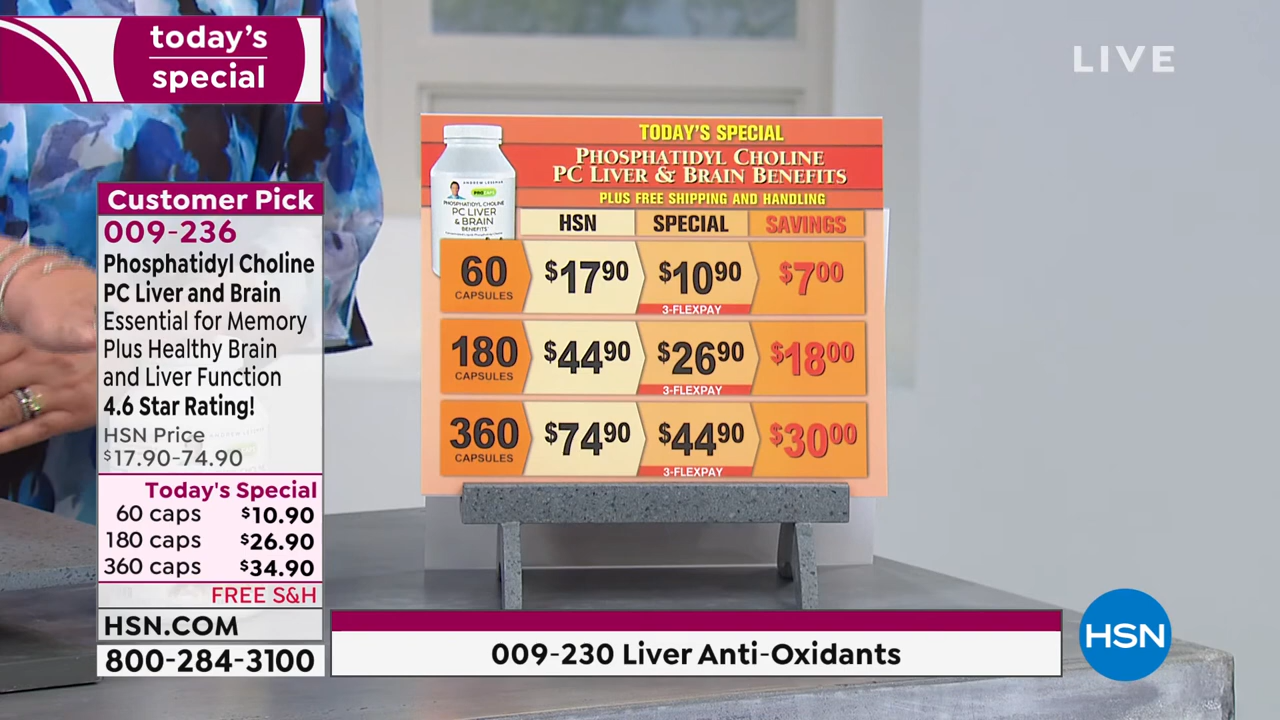 today's
special
LIVE
Customer Pick
009-236
Phosphatidyl Choline
PC Liver and Brain
Essential for Memory
Plus Healthy Brain
and Liver Function
4.6 Star Rating!
HSN Price
$17.90-74.90
Today's Special
60 caps $10.90
180 caps $26.90
360 caps $34.90
FREE S&H
HSN.COM
800-284-3100
TODAY'S SPECIAL
PHOSPHATIDYL CHOLINE
PC LIVER & BRAIN BENEFITS
PLUS FREE SHIPPING AND HANDLING
HSN SPECIAL SAVINGS
60 CAPSULES $17.90 $10.90 $7.00
3-FLEXPAY
180 CAPSULES $44.90 $26.90 $18.00
3-FLEXPAY
360 CAPSULES $74.90 $44.90 $30.00
3-FLEXPAY
ANDREW LESSMAN
PROCAPS
PHOSPHATIDYL CHOLINE
PC LIVER
& BRAIN
BENEFITS
009-230 Liver Anti-Oxidants
HSN